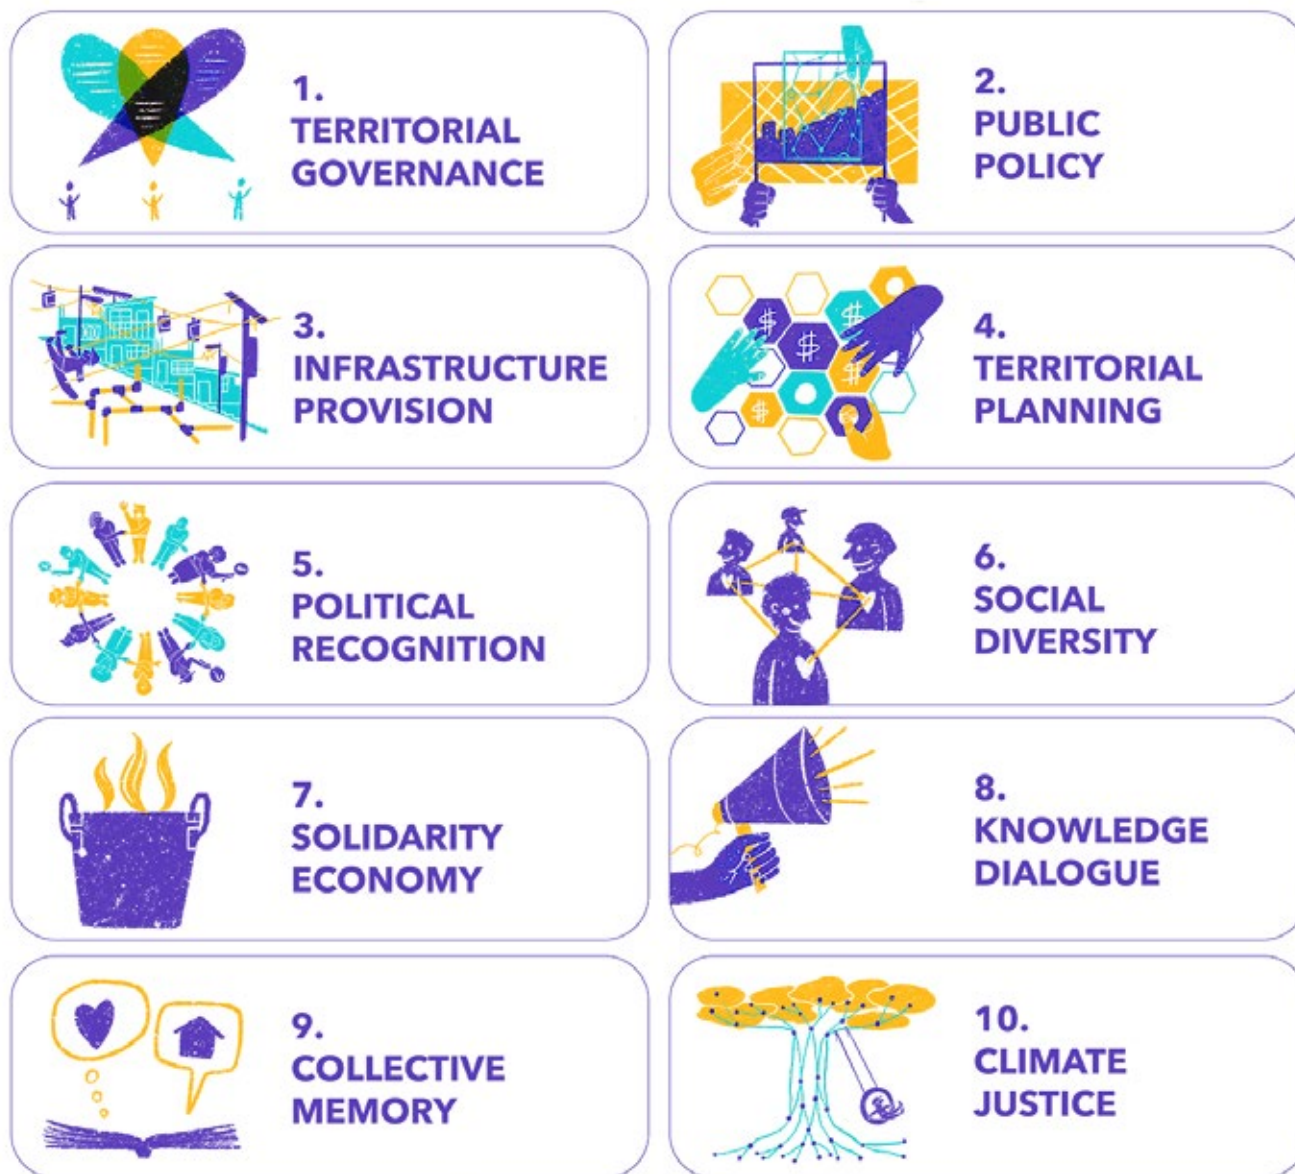 1.
TERRITORIAL
GOVERNANCE
2.
PUBLIC
POLICY
3.
INFRASTRUCTURE
PROVISION
4.
TERRITORIAL
PLANNING
5.
POLITICAL
RECOGNITION
6.
SOCIAL
DIVERSITY
7.
SOLIDARITY
ECONOMY
8.
KNOWLEDGE
DIALOGUE
9.
COLLECTIVE
MEMORY
10.
CLIMATE
JUSTICE